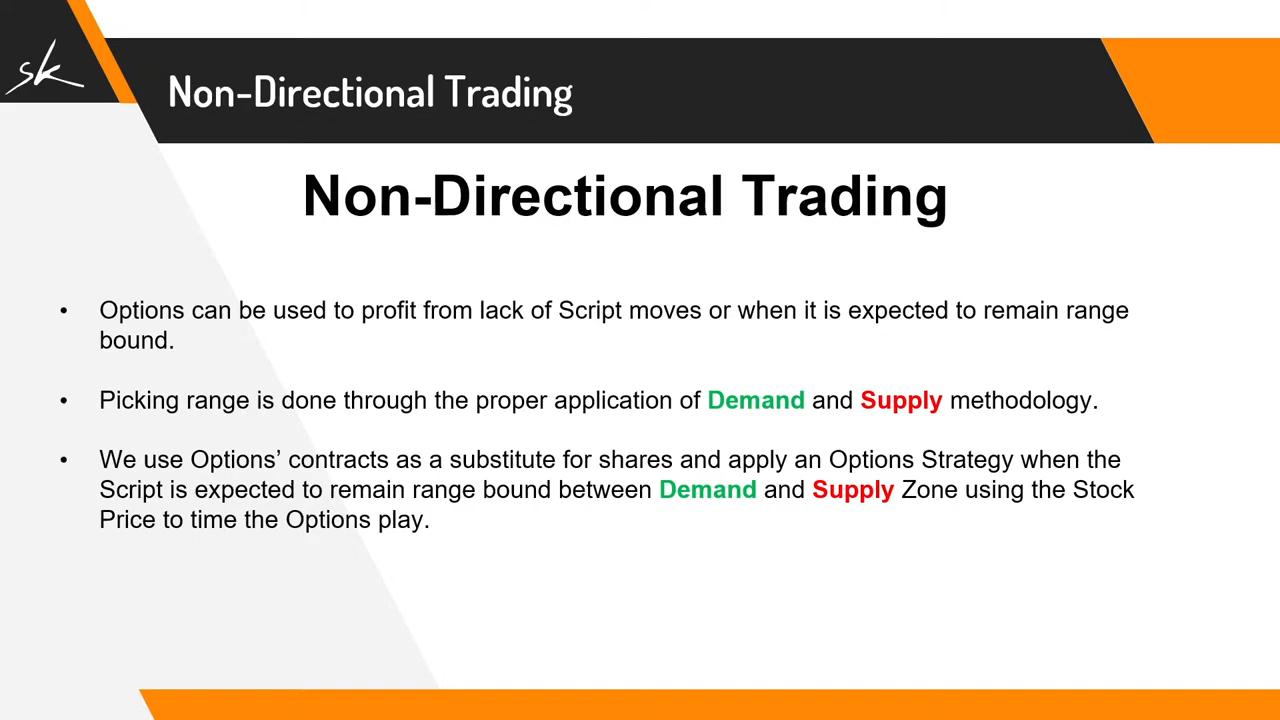 sk
Non-Directional Trading
Non-Directional Trading
• Options can be used to profit from lack of Script moves or when it is expected to remain range
bound.
• Picking range is done through the proper application of Demand and Supply methodology.
• We use Options’ contracts as a substitute for shares and apply an Options Strategy when the
Script is expected to remain range bound between Demand and Supply Zone using the Stock
Price to time the Options play.